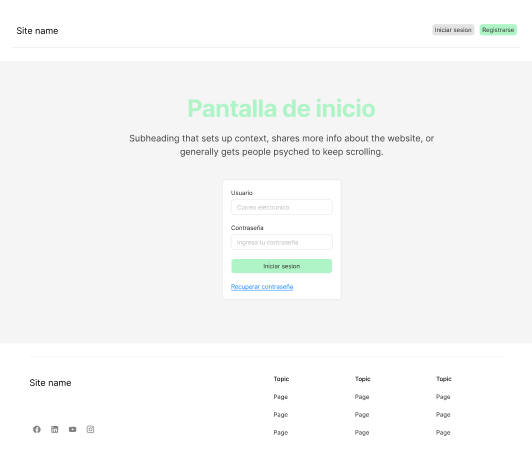 Site name
Iniciar sesion
Registrarse
Pantalla de inicio
Subheading that sets up context, shares more info about the website, or
generally gets people psyched to keep scrolling.
Usuario
Correo electronico
Contraseña
Ingresa tu contraseña
Iniciar sesion
Recuperar contraseña
Site name
Topic Topic Topic
Page Page Page
Page Page Page
Page Page Page